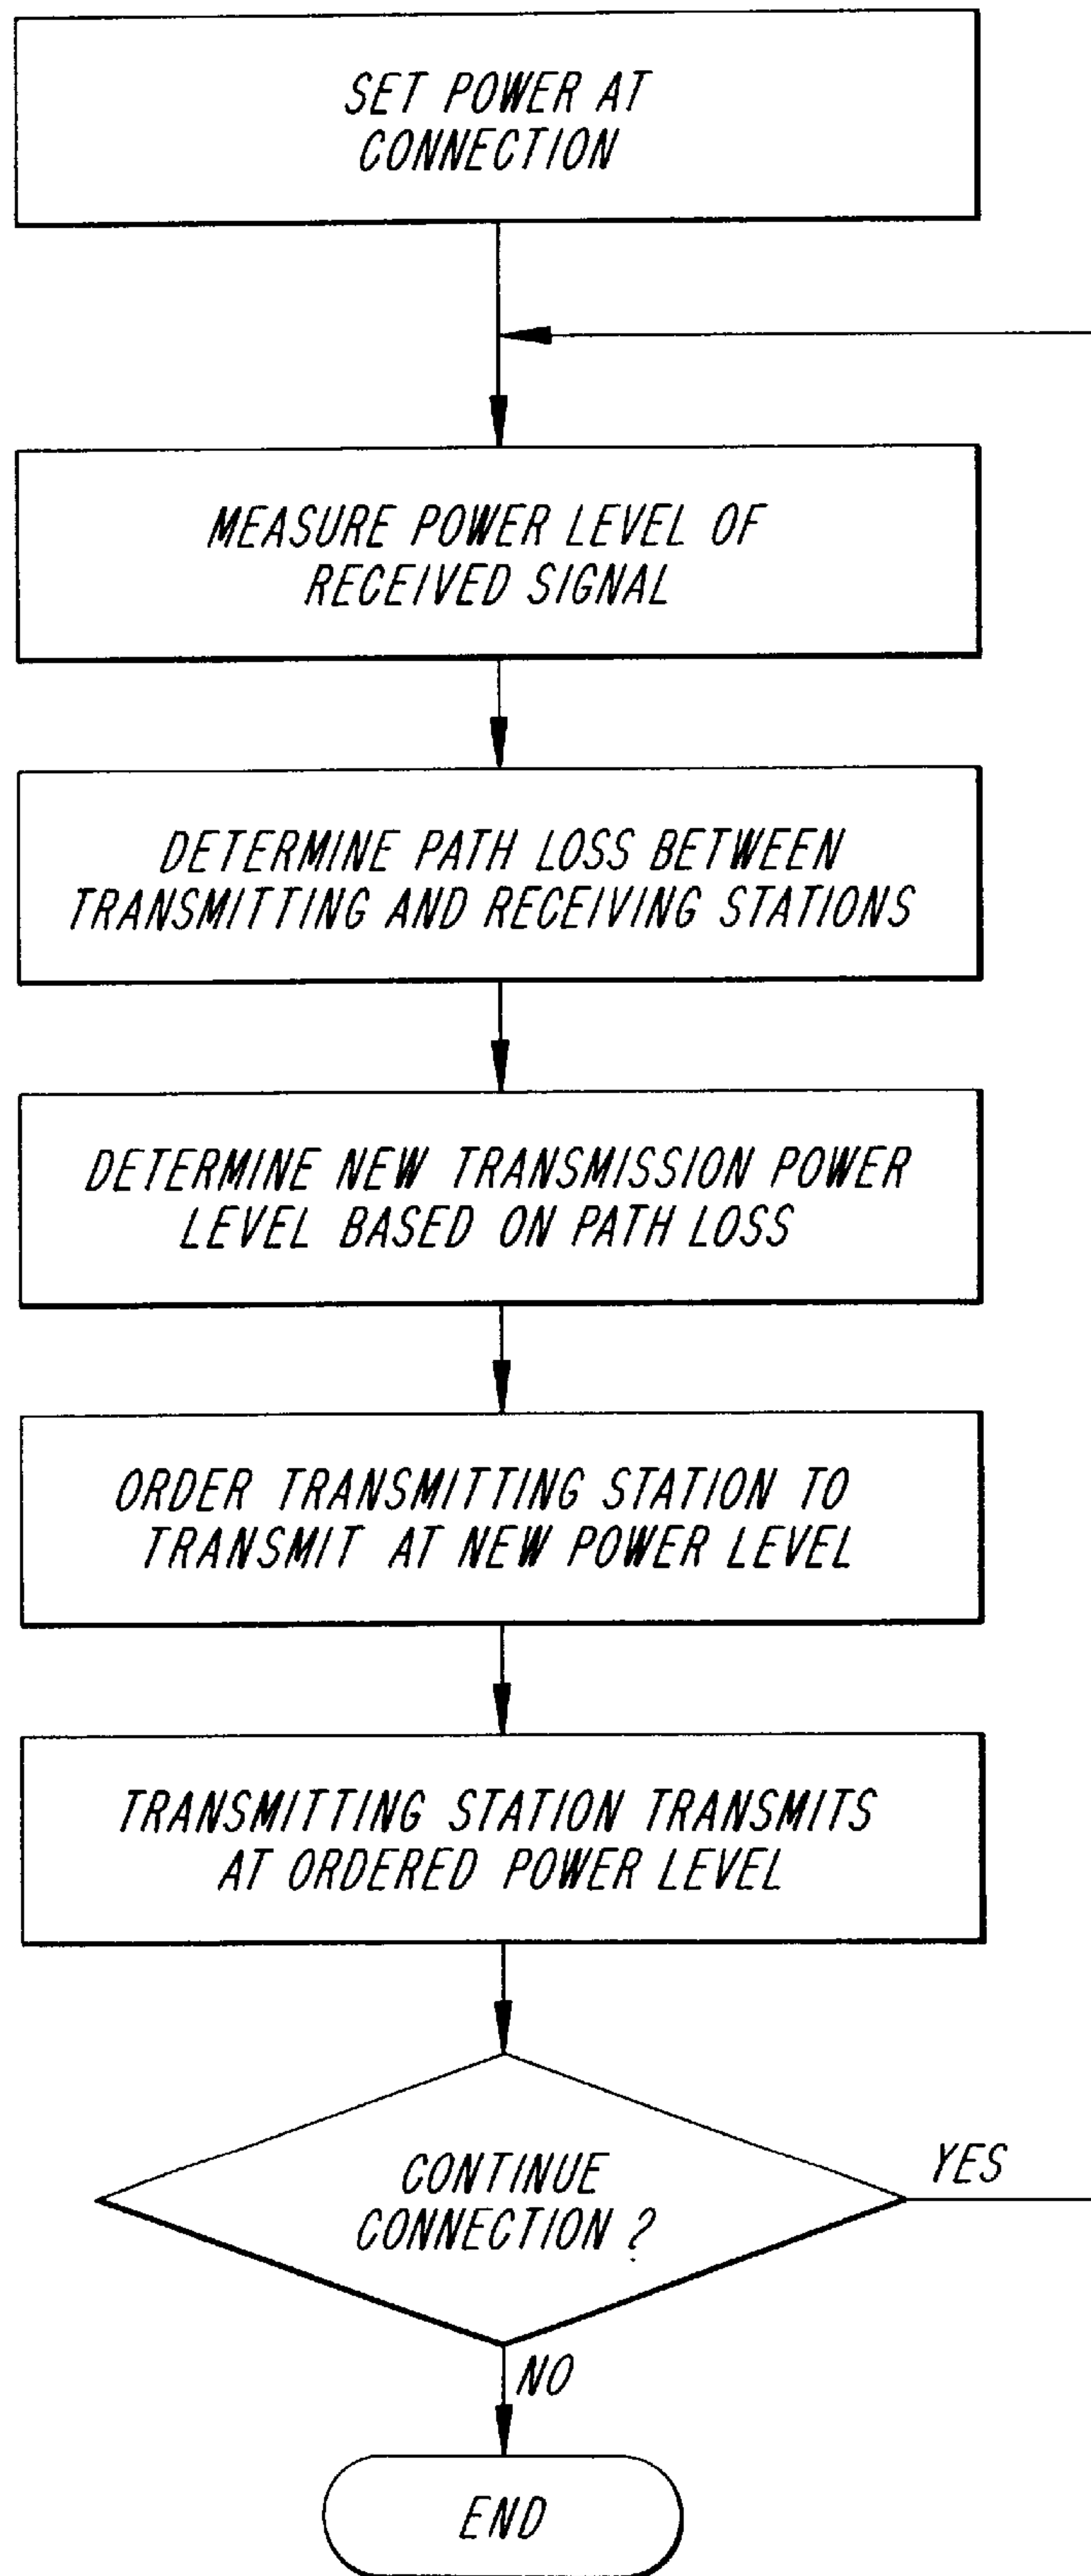 SET POWER AT
CONNECTION
MEASURE POWER LEVEL OF
RECEIVED SIGNAL
DETERMINE PATH LOSS BETWEEN
TRANSMITTING AND RECEIVING STATIONS
DETERMINE NEW TRANSMISSION POWER
LEVEL BASED ON PATH LOSS
ORDER TRANSMITTING STATION TO
TRANSMIT AT NEW POWER LEVEL
TRANSMITTING STATION TRANSMITS
AT ORDERED POWER LEVEL
CONTINUE
CONNECTION ?
YES
NO
END